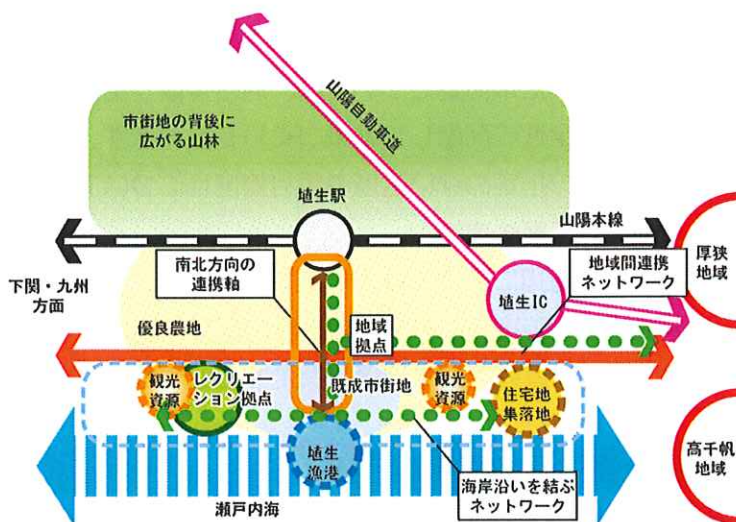 市街地の背後に
広がる山林
山陽自動車道
埴生駅
山陽本線
厚狭
地域
南北方向の
連携軸
地域間連携
ネットワーク
埴生IC
下関・九州
方面
優良農地
地域
拠点
観光
資源
レクリエー
ション拠点
既成市街地
観光
資源
住宅地
集落地
埴生
漁港
高千帆
地域
海岸沿いを結ぶ
ネットワーク
瀬戸内海